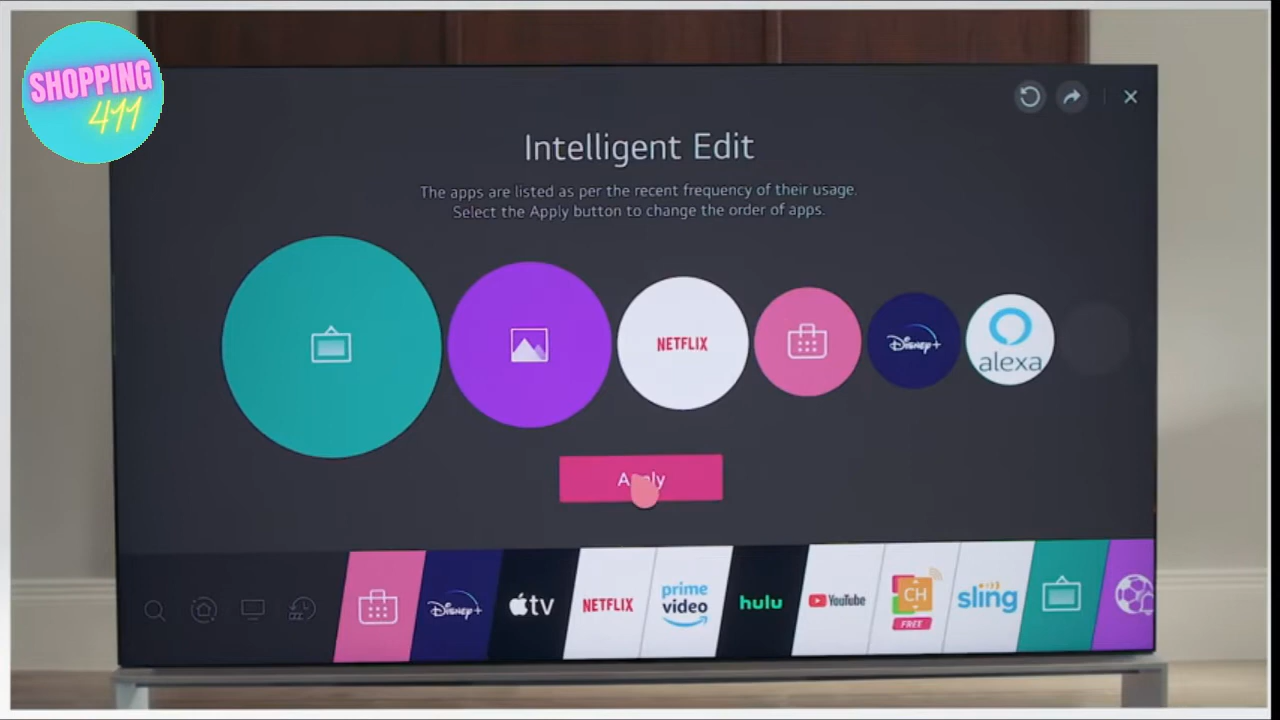 SHOPPING
411
Intelligent Edit
The apps are listed as per the recent frequency of their usage.
Select the Apply button to change the order of apps.
NETFLIX
Disney+
alexa
Apply
Disney+
tv
NETFLIX
prime
video
hulu
YouTube
CH
FREE
sling